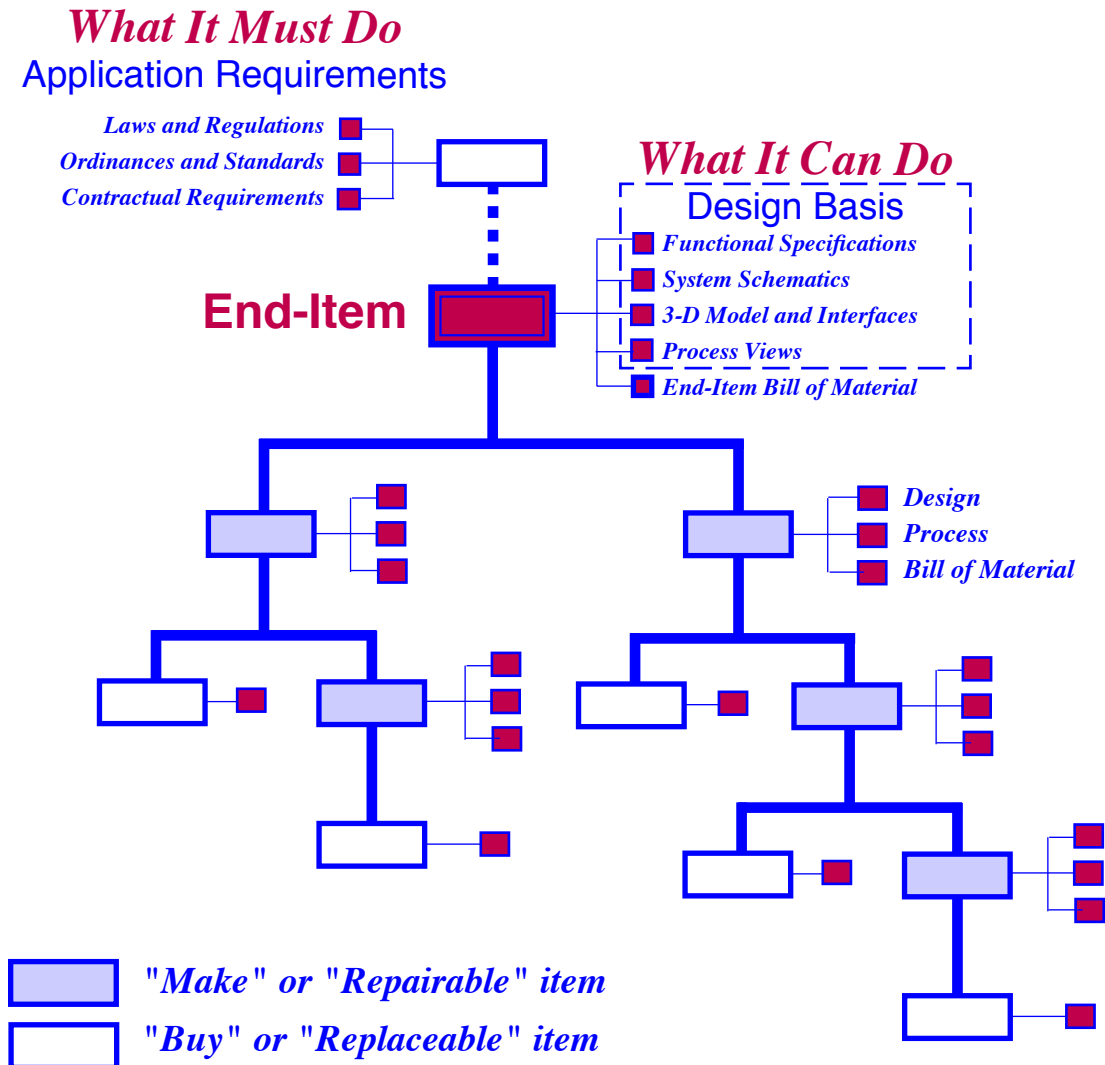 What It Must Do
Application Requirements
Laws and Regulations
Ordinances and Standards
Contractual Requirements
What It Can Do
Design Basis
Functional Specifications
System Schematics
3-D Model and Interfaces
Process Views
End-Item Bill of Material
End-Item
Design
Process
Bill of Material
"Make" or "Repairable" item
"Buy" or "Replaceable" item